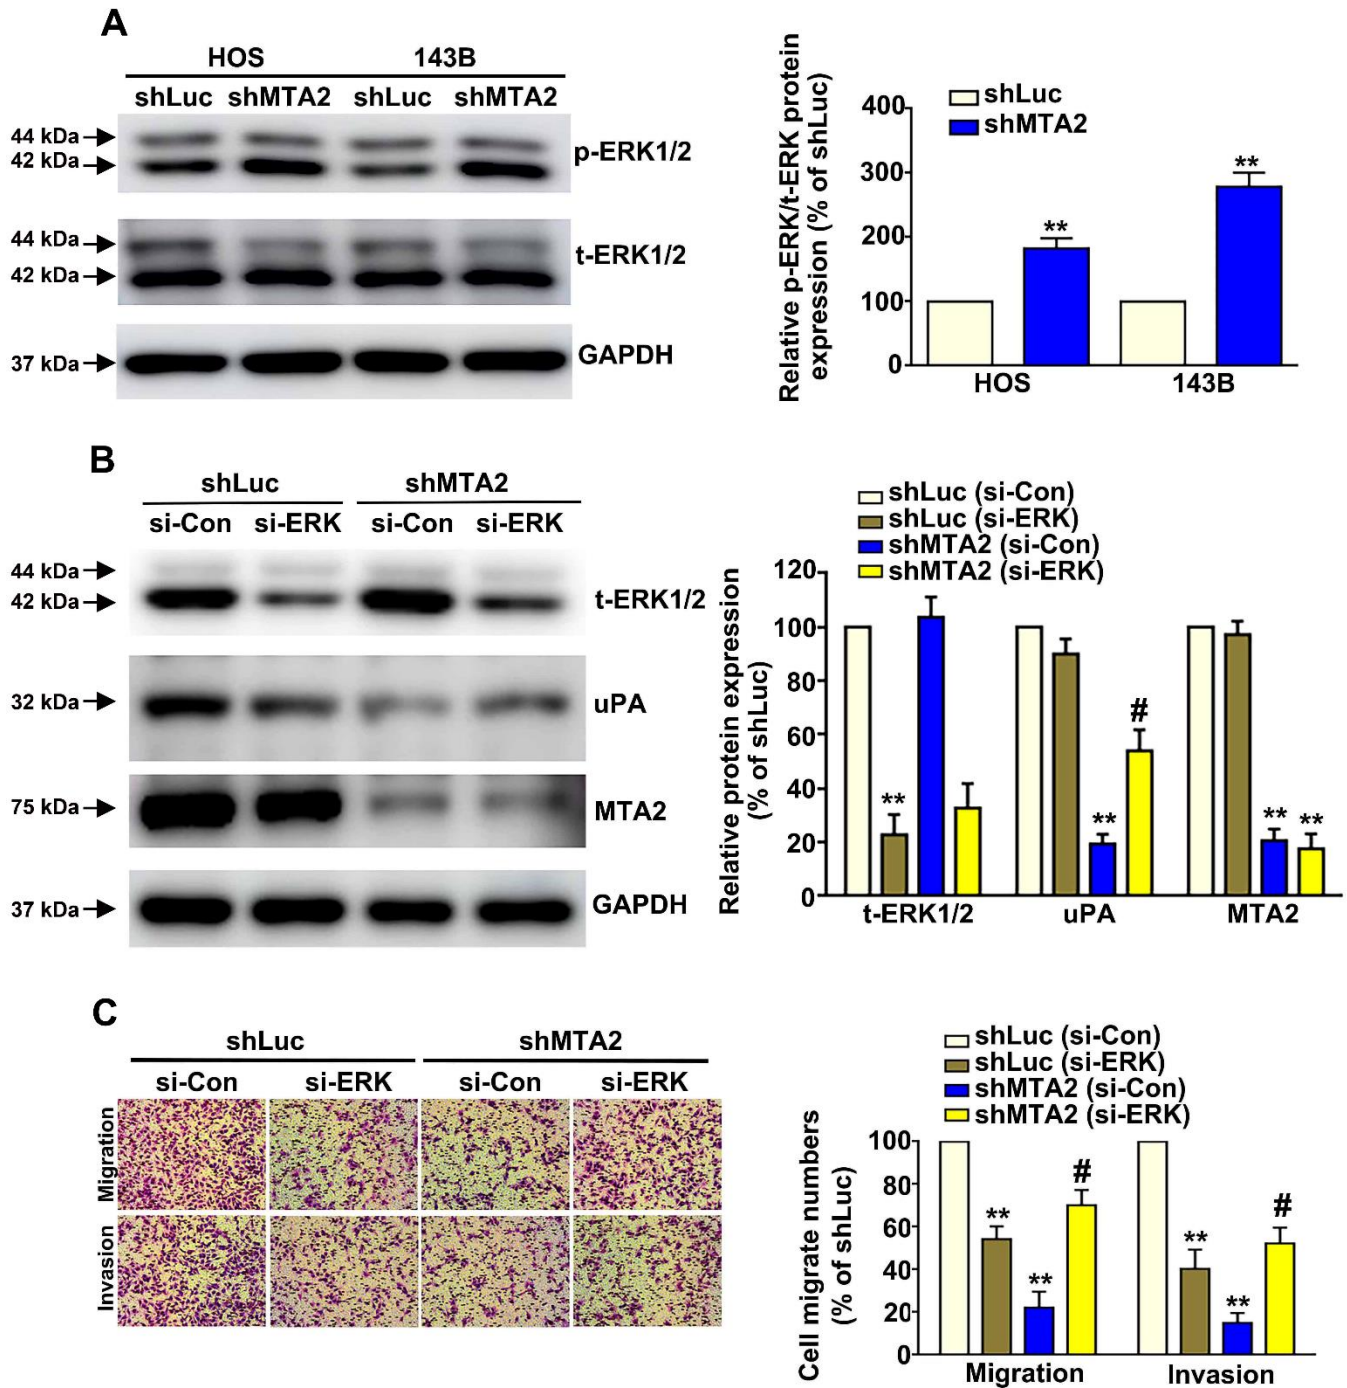 A
HOS 143B
shLuc shMTA2 shLuc shMTA2
44 kDa
42 kDa
p-ERK1/2
44 kDa
42 kDa
t-ERK1/2
37 kDa
GAPDH
Relative p-ERK/t-ERK protein
expression (% of shLuc)
shLuc
shMTA2
400
300
200
100
0
**
**
HOS 143B
B
shLuc shMTA2
si-Con si-ERK si-Con si-ERK
44 kDa
42 kDa
t-ERK1/2
32 kDa
uPA
75 kDa
MTA2
37 kDa
GAPDH
shLuc (si-Con)
shLuc (si-ERK)
shMTA2 (si-Con)
shMTA2 (si-ERK)
Relative protein expression
(% of shLuc)
120
100
80
60
40
20
0
**
**
#
**
**
t-ERK1/2 uPA MTA2
C
shLuc shMTA2
si-Con si-ERK si-Con si-ERK
Migration
Invasion
shLuc (si-Con)
shLuc (si-ERK)
shMTA2 (si-Con)
shMTA2 (si-ERK)
Cell migrate numbers
(% of shLuc)
100
80
60
40
20
0
**
**
#
**
**
#
Migration Invasion